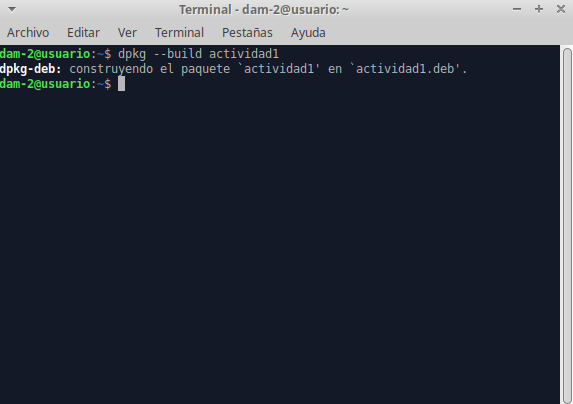 Terminal - dam-2@usuario: ~
Archivo Editar Ver Terminal Pestañas Ayuda
dam-2@usuario:~$ dpkg --build actividad1
dpkg-deb: construyendo el paquete `actividad1' en `actividad1.deb'.
dam-2@usuario:~$